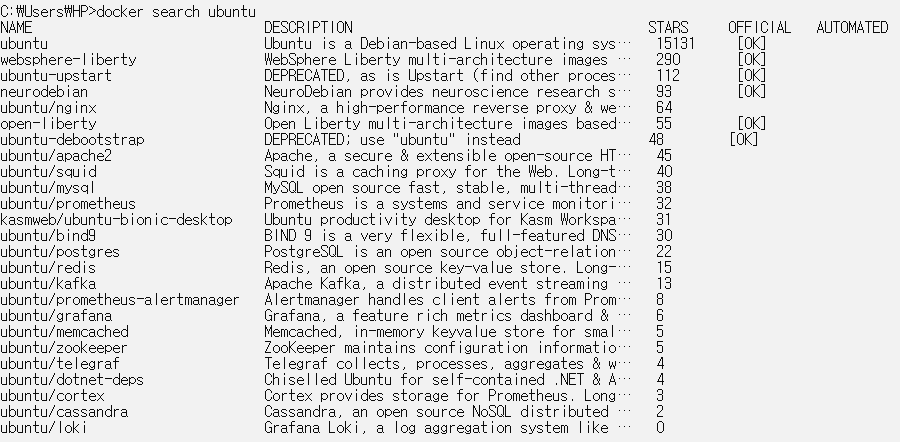 C:₩Users₩HP>docker search ubuntu
NAME DESCRIPTION STARS OFFICIAL AUTOMATED
ubuntu Ubuntu is a Debian-based Linux operating sys… 15131 [OK]
websphere-liberty WebSphere Liberty multi-architecture images … 290 [OK]
ubuntu-upstart DEPRECATED, as is Upstart (find other proces… 112 [OK]
neurodebian NeuroDebian provides neuroscience research s… 93 [OK]
ubuntu/nginx Nginx, a high-performance reverse proxy & we… 64
open-liberty Open Liberty multi-architecture images based… 55 [OK]
ubuntu-debootstrap DEPRECATED; use "ubuntu" instead 48 [OK]
ubuntu/apache2 Apache, a secure & extensible open-source HT… 45
ubuntu/squid Squid is a caching proxy for the Web. Long-t… 40
ubuntu/mysql MySQL open source fast, stable, multi-thread… 38
ubuntu/prometheus Prometheus is a systems and service monitori… 32
kasmweb/ubuntu-bionic-desktop Ubuntu productivity desktop for Kasm Workspa… 31
ubuntu/bind9 BIND 9 is a very flexible, full-featured DNS… 30
ubuntu/postgres PostgreSQL is an open source object-relation… 22
ubuntu/redis Redis, an open source key-value store. Long-… 15
ubuntu/kafka Apache Kafka, a distributed event streaming … 13
ubuntu/prometheus-alertmanager Alertmanager handles client alerts from Prom… 8
ubuntu/grafana Grafana, a feature rich metrics dashboard & … 6
ubuntu/memcached Memcached, in-memory keyvalue store for smal… 5
ubuntu/zookeeper ZooKeeper maintains configuration informatio… 5
ubuntu/telegraf Telegraf collects, processes, aggregates & w… 4
ubuntu/dotnet-deps Chiselled Ubuntu for self-contained .NET & A… 4
ubuntu/cortex Cortex provides storage for Prometheus. Long… 3
ubuntu/cassandra Cassandra, an open source NoSQL distributed … 2
ubuntu/loki Grafana Loki, a log aggregation system like … 0